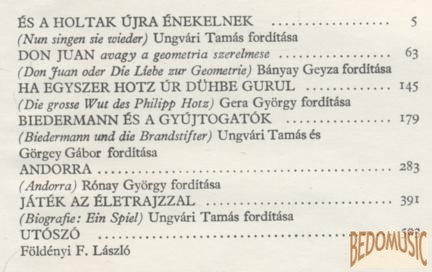 ÉS A HOLTAK ÚJRA ÉNEKELNEK ............ 5
(Nun singen sie wieder) Ungvári Tamás fordítása
DON JUAN avagy a geometria szerelmese ........ 63
(Don Juan oder Die Liebe zur Geometrie) Bányay Geyza fordítása
HA EGYSZER HOTZ ÚR DÜHBE GURUL ...... 145
(Die grosse Wut des Philipp Hotz) Gera György fordítása
BIEDERMANN ÉS A GYÚJTOGATÓK ........ 179
(Biedermann und die Brandstifter) Ungvári Tamás és
Görgey Gábor fordítása
ANDORRA ................................ 283
(Andorra) Rónay György fordítása
JÁTÉK AZ ÉLETRAJZZAL .................. 391
(Biografie: Ein Spiel) Ungvári Tamás fordítása
UTÓSZÓ ................................
Földényi F. László
BEDOMUSIC